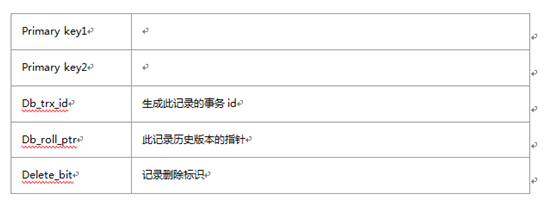 Primary key1
Primary key2
Db_trx_id 生成此记录的事务 id
Db_roll_ptr 此记录历史版本的指针
Delete_bit 记录删除标识